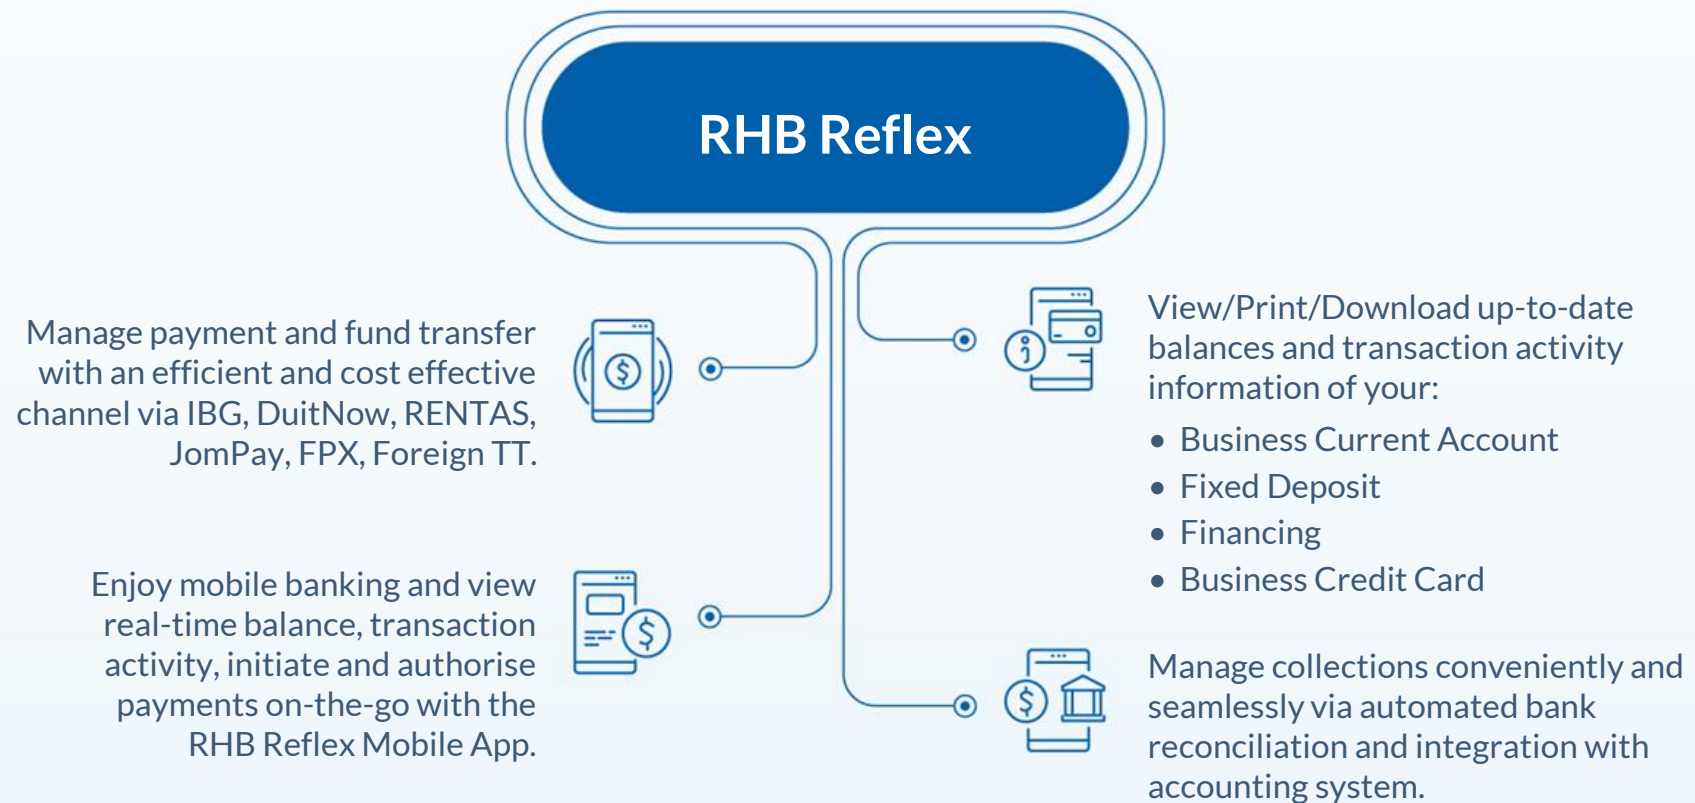 RHB Reflex
Manage payment and fund transfer
with an efficient and cost effective
channel via IBG, DuitNow, RENTAS,
JomPay, FPX, Foreign TT.
Enjoy mobile banking and view
real-time balance, transaction
activity, initiate and authorise
payments on-the-go with the
RHB Reflex Mobile App.
View/Print/Download up-to-date
balances and transaction activity
information of your:
• Business Current Account
• Fixed Deposit
• Financing
• Business Credit Card
Manage collections conveniently and
seamlessly via automated bank
reconciliation and integration with
accounting system.